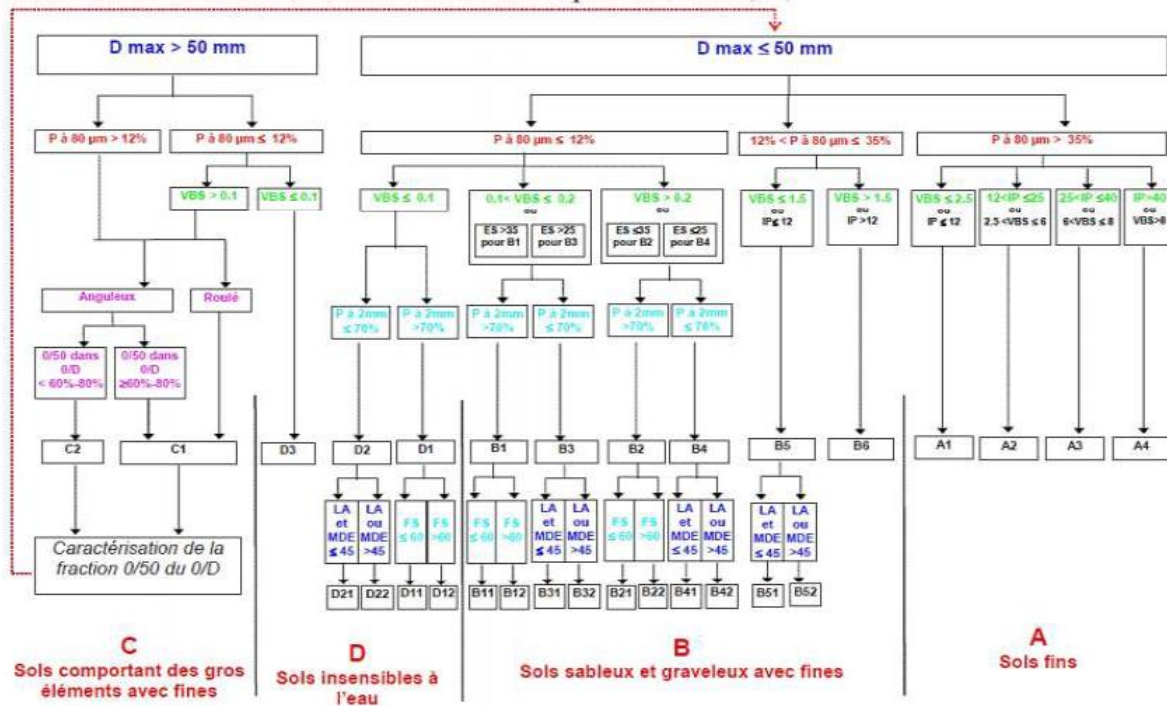 D max > 50 mm
D max ≤ 50 mm
P à 80 µm > 12%
P à 80 µm ≤ 12%
P à 80 µm ≤ 12%
12% < P à 80 µm ≤ 35%
P à 80 µm > 35%
VBS > 0.1
VBS ≤ 0.1
VBS ≤ 0.1
0.1< VBS ≤ 0.2
ou
ES >35
pour B1
ES >25
pour B3
VBS > 0.2
ou
ES ≤35
pour B2
ES ≤25
pour B4
VBS ≤ 1.5
ou
IP≤ 12
VBS > 1.5
ou
IP >12
VBS ≤ 2.5
ou
IP ≤ 12
12<IP ≤25
ou
2,5 <VBS ≤ 6
25<IP ≤40
ou
6<VBS ≤ 8
IP >40
ou
VBS>8
Anguleux
Roulé
P à 2mm
≤ 70%
P à 2mm
>70%
P à 2mm
>70%
P à 2mm
≤ 70%
P à 2mm
>70%
P à 2mm
≤ 70%
0/50 dans
0/D
< 60%-80%
0/50 dans
0/D
≥60%-80%
C2
C1
D3
D2
D1
B1
B3
B2
B4
B5
B6
A1
A2
A3
A4
LA
et
MDE
≤ 45
LA
ou
MDE
>45
FS
≤ 60
FS
>60
FS
≤ 60
FS
>60
LA
et
MDE
≤ 45
LA
ou
MDE
>45
FS
≤ 60
FS
>60
LA
et
MDE
≤ 45
LA
ou
MDE
>45
LA
et
MDE
≤ 45
LA
ou
MDE
>45
Caractérisation de la
fraction 0/50 du 0/D
D21
D22
D11
D12
B11
B12
B31
B32
B21
B22
B41
B42
B51
B52
C
Sols comportant des gros
éléments avec fines
D
Sols insensibles à
l'eau
B
Sols sableux et graveleux avec fines
A
Sols fins